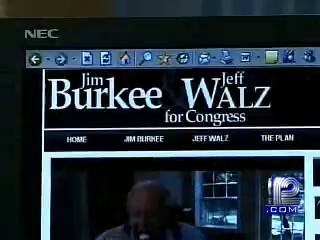 NEC
Jim Jeff
Burkee WALZ
for Congress
HOME JIM BURKEE JEFF WALZ THE PLAN
.COM